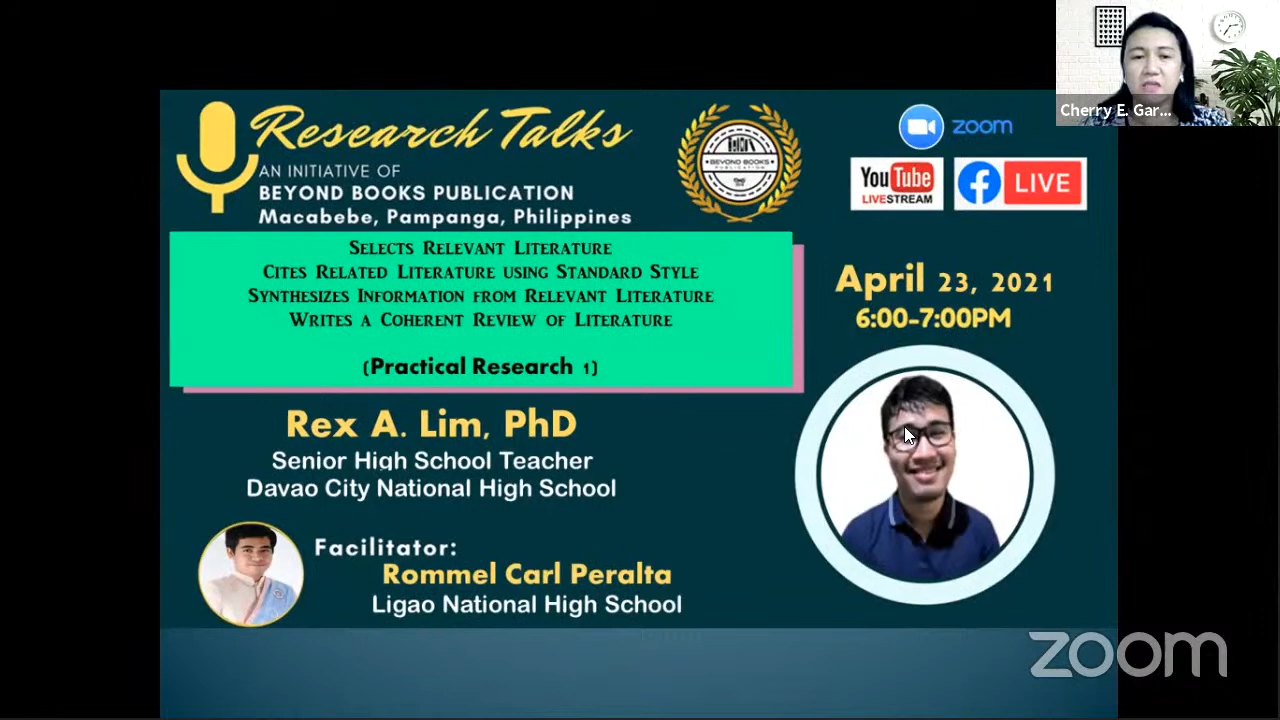 Cherry E. Gar...
Research Talks
AN INITIATIVE OF
BEYOND BOOKS PUBLICATION
Macabebe, Pampanga, Philippines
BEYOND BOOKS
PUBLICATION
zoom
YouTube
LIVESTREAM
LIVE
SELECTS RELEVANT LITERATURE
CITES RELATED LITERATURE USING STANDARD STYLE
SYNTHESIZES INFORMATION FROM RELEVANT LITERATURE
WRITES A COHERENT REVIEW OF LITERATURE
(Practical Research 1)
April 23, 2021
6:00-7:00PM
Rex A. Lim, PhD
Senior High School Teacher
Davao City National High School
Facilitator:
Rommel Carl Peralta
Ligao National High School
zoom